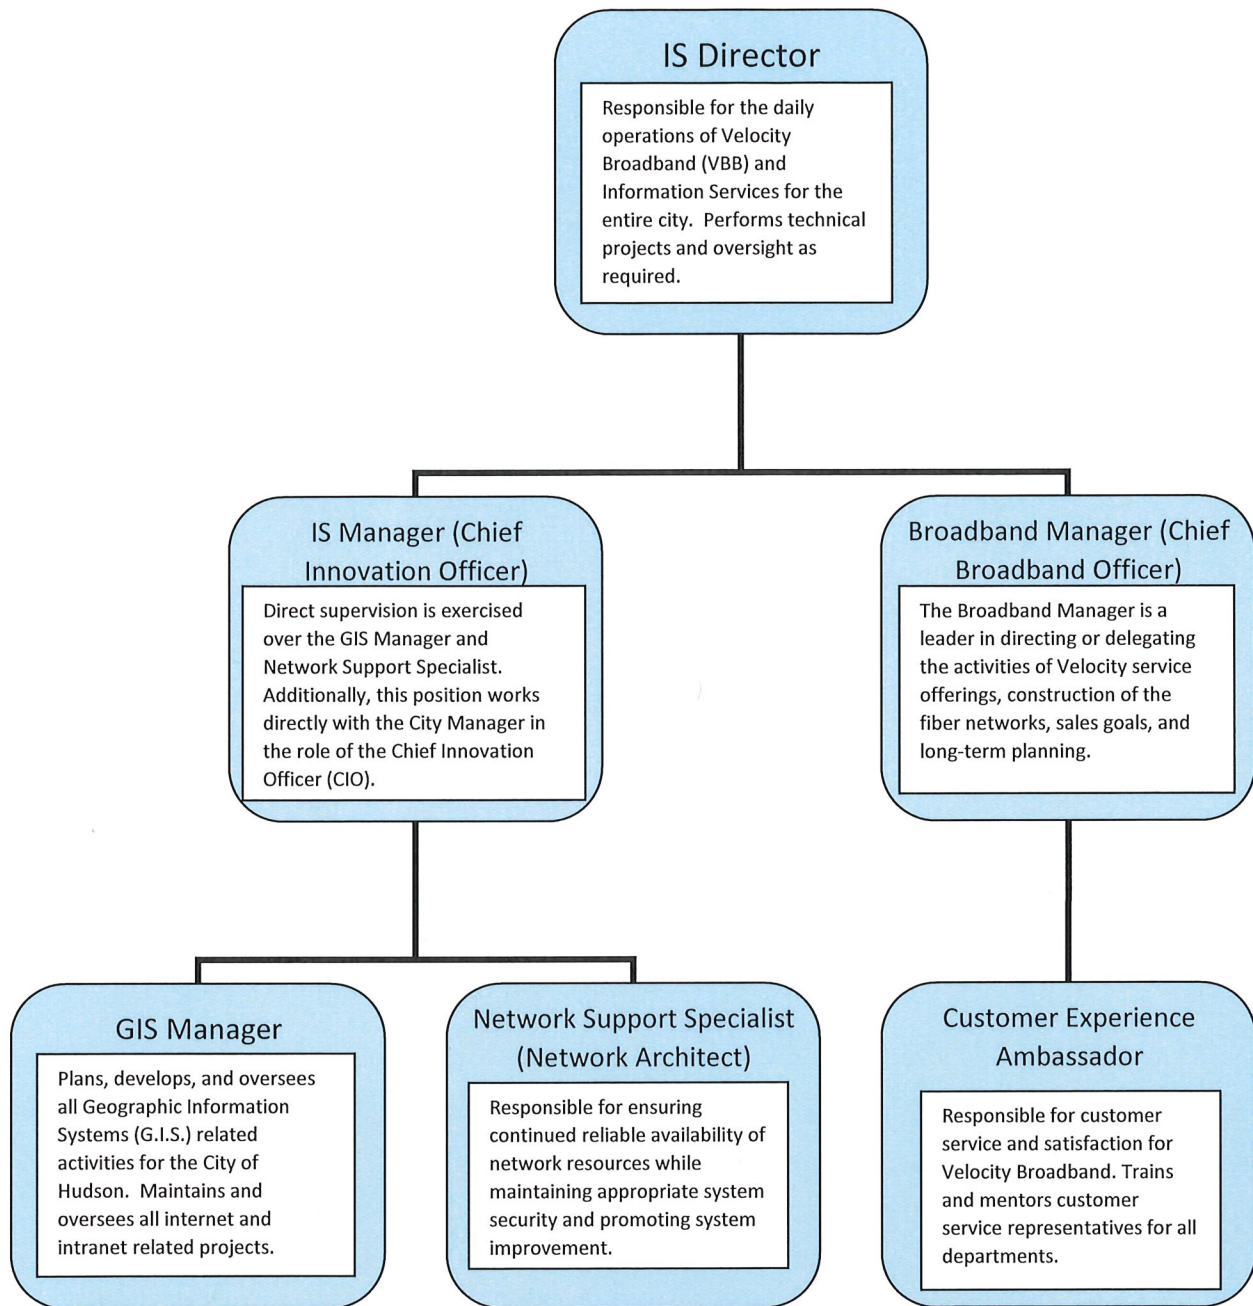 IS Director
Responsible for the daily
operations of Velocity
Broadband (VBB) and
Information Services for the
entire city.  Performs technical
projects and oversight as
required.
IS Manager (Chief
Innovation Officer)
Direct supervision is exercised
over the GIS Manager and
Network Support Specialist.
Additionally, this position works
directly with the City Manager in
the role of the Chief Innovation
Officer (CIO).
Broadband Manager (Chief
Broadband Officer)
The Broadband Manager is a
leader in directing or delegating
the activities of Velocity service
offerings, construction of the
fiber networks, sales goals, and
long-term planning.
GIS Manager
Plans, develops, and oversees
all Geographic Information
Systems (G.I.S.) related
activities for the City of
Hudson.  Maintains and
oversees all internet and
intranet related projects.
Network Support Specialist
(Network Architect)
Responsible for ensuring
continued reliable availability of
network resources while
maintaining appropriate system
security and promoting system
improvement.
Customer Experience
Ambassador
Responsible for customer
service and satisfaction for
Velocity Broadband. Trains
and mentors customer
service representatives for all
departments.